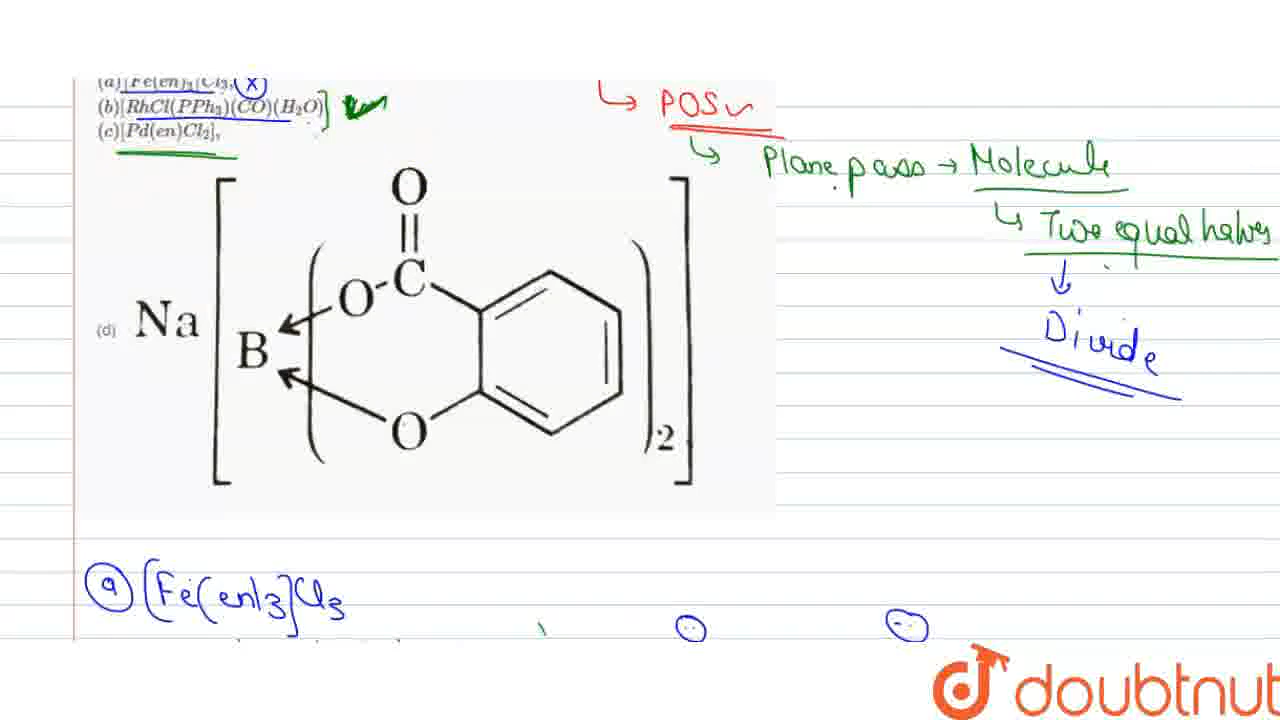 (a)[Fe(en)₃]Cl₃, (x)
(b)[RhCl(PPh₃)(CO)(H₂O)]
(c)[Pd(en)Cl₂],
↳ POS
↳ Plane pass → Molecule
↳ Two equal halves
↓
Divide
O
O C
(d) Na [B ( )₂]
O
(a) [Fe(en)3]Cl3
doubtnut